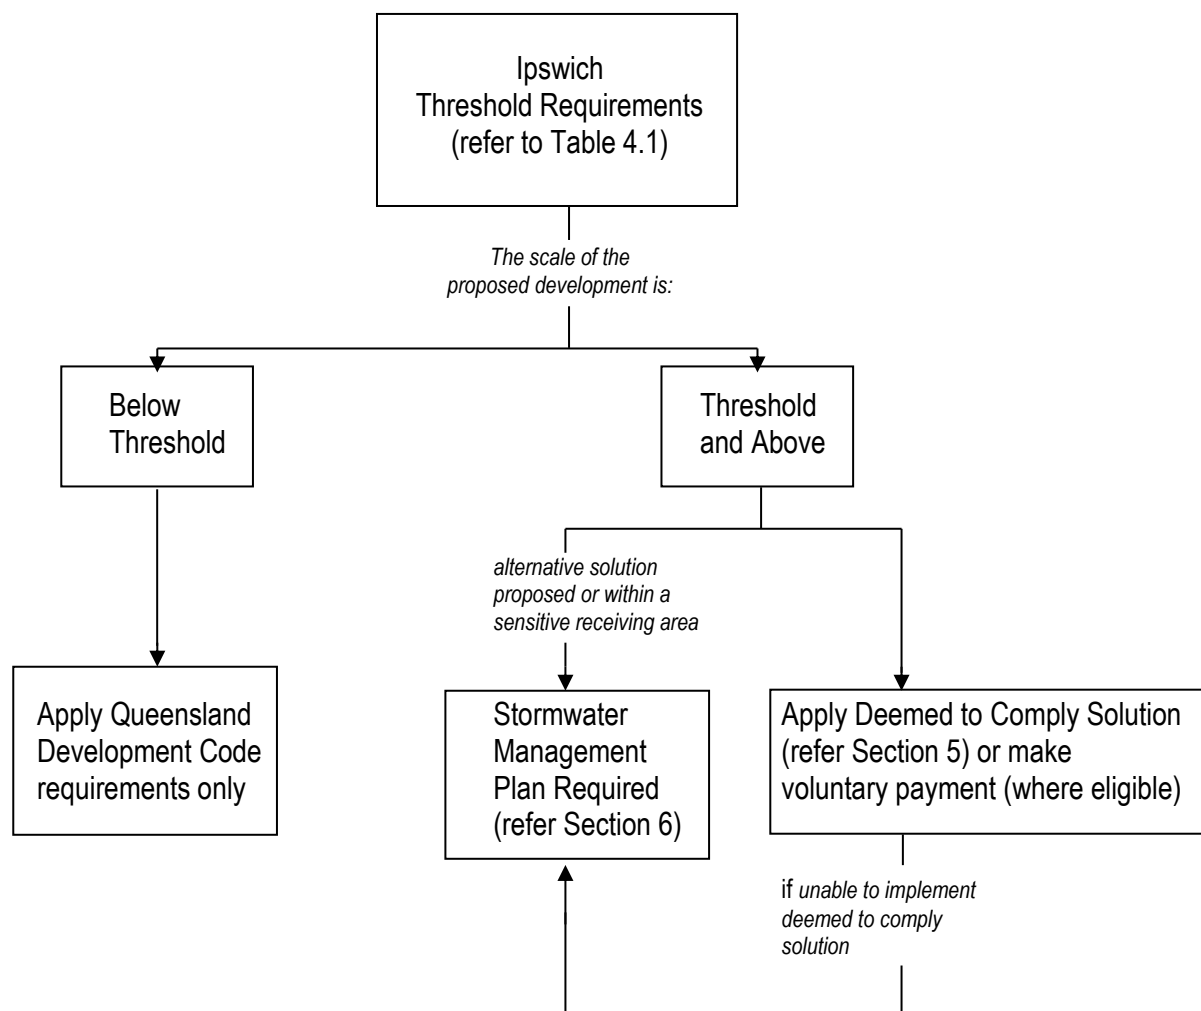 Ipswich
Threshold Requirements
(refer to Table 4.1)
The scale of the
proposed development is:
Below
Threshold
Threshold
and Above
alternative solution
proposed or within a
sensitive receiving area
Apply Queensland
Development Code
requirements only
Stormwater
Management
Plan Required
(refer Section 6)
Apply Deemed to Comply Solution
(refer Section 5) or make
voluntary payment (where eligible)
if unable to implement
deemed to comply
solution